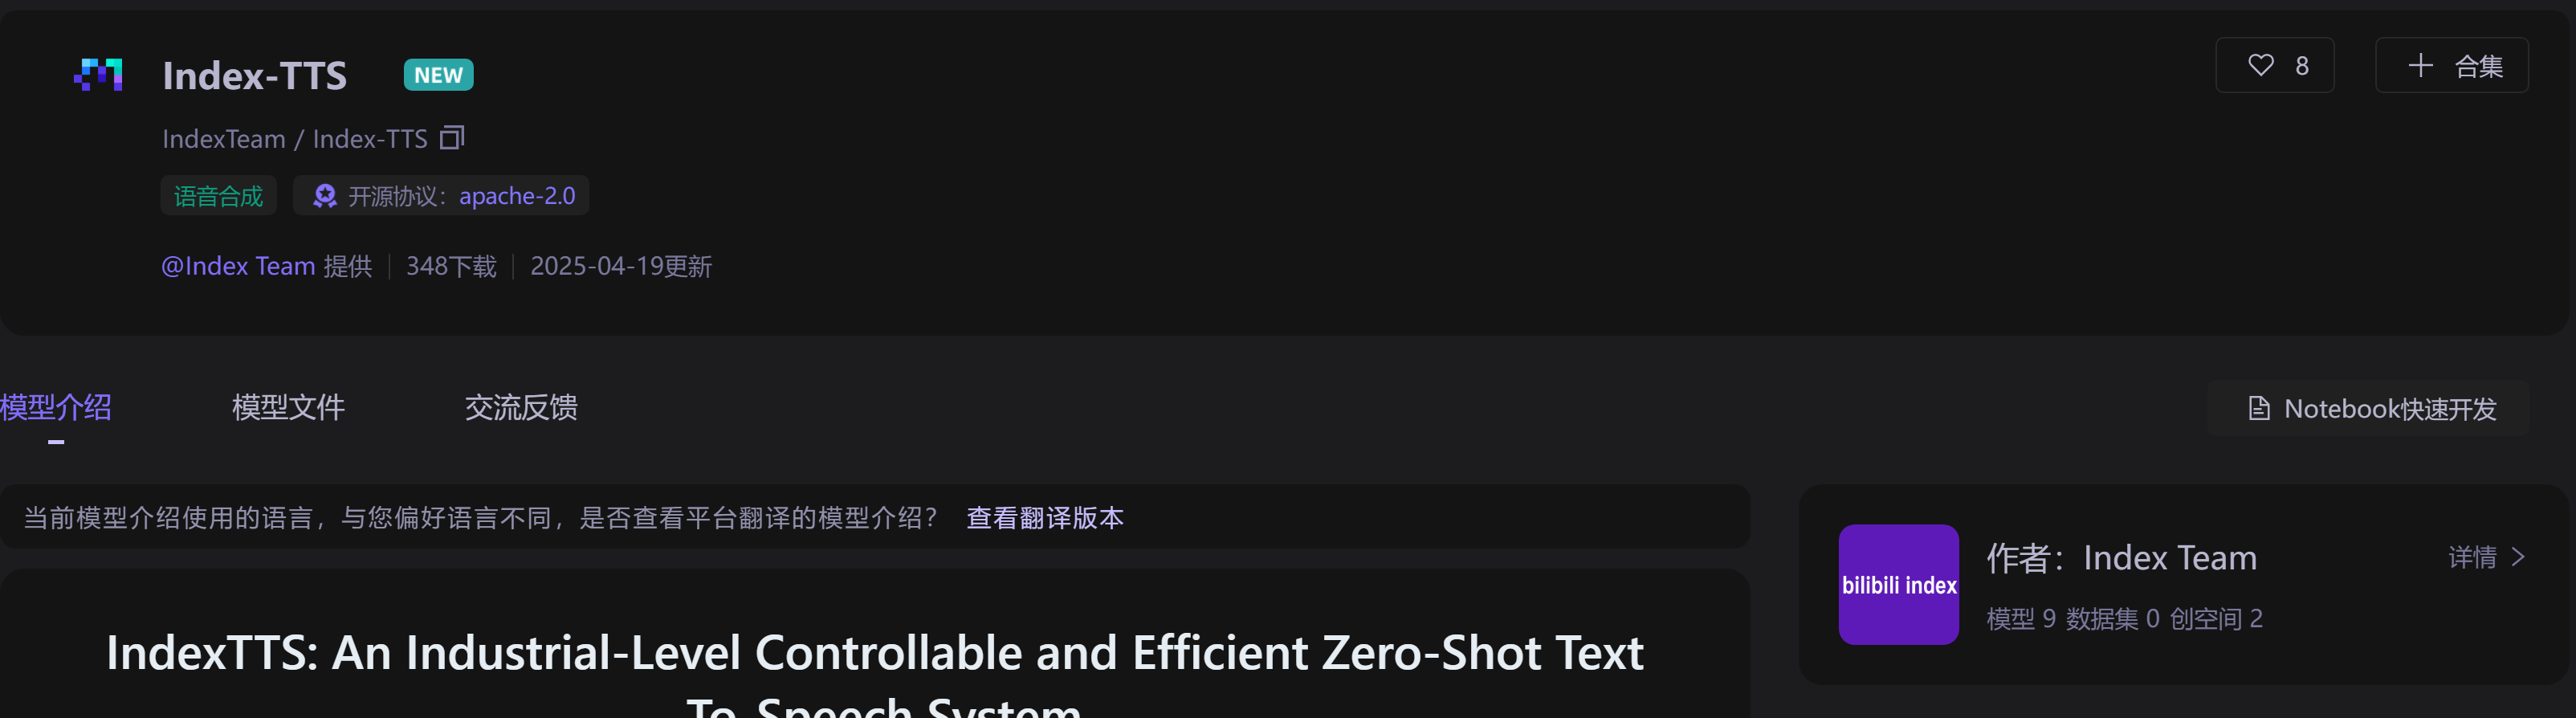 Index-TTS NEW
8
合集
IndexTeam / Index-TTS
语音合成 开源协议：apache-2.0
@Index Team 提供 | 348下载 | 2025-04-19更新
模型介绍 模型文件 交流反馈
Notebook快速开发
当前模型介绍使用的语言，与您偏好语言不同，是否查看平台翻译的模型介绍？ 查看翻译版本
IndexTTS: An Industrial-Level Controllable and Efficient Zero-Shot Text
To-Speech System
bilibili index
作者：Index Team
详情
模型 9 数据集 0 创空间 2